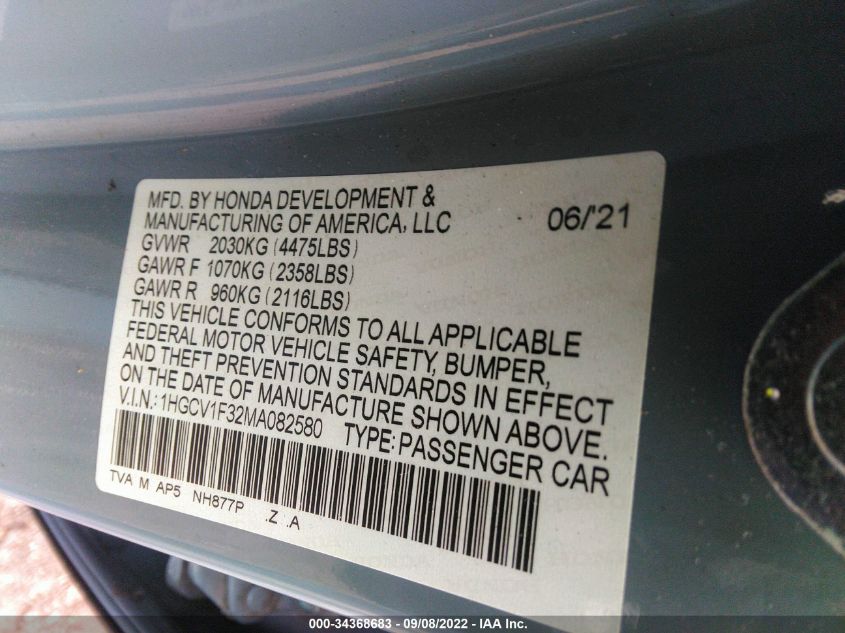 MFD. BY HONDA DEVELOPMENT &
MANUFACTURING OF AMERICA, LLC 06/'21
GVWR 2030KG (4475LBS)
GAWR F 1070KG (2358LBS)
GAWR R 960KG (2116LBS)
THIS VEHICLE CONFORMS TO ALL APPLICABLE
FEDERAL MOTOR VEHICLE SAFETY, BUMPER,
AND THEFT PREVENTION STANDARDS IN EFFECT
ON THE DATE OF MANUFACTURE SHOWN ABOVE.
V.I.N.: 1HGCV1F32MA082580 TYPE: PASSENGER CAR
TVA M AP5 NH877P .Z .A
000-34368683 - 09/08/2022 - IAA Inc.